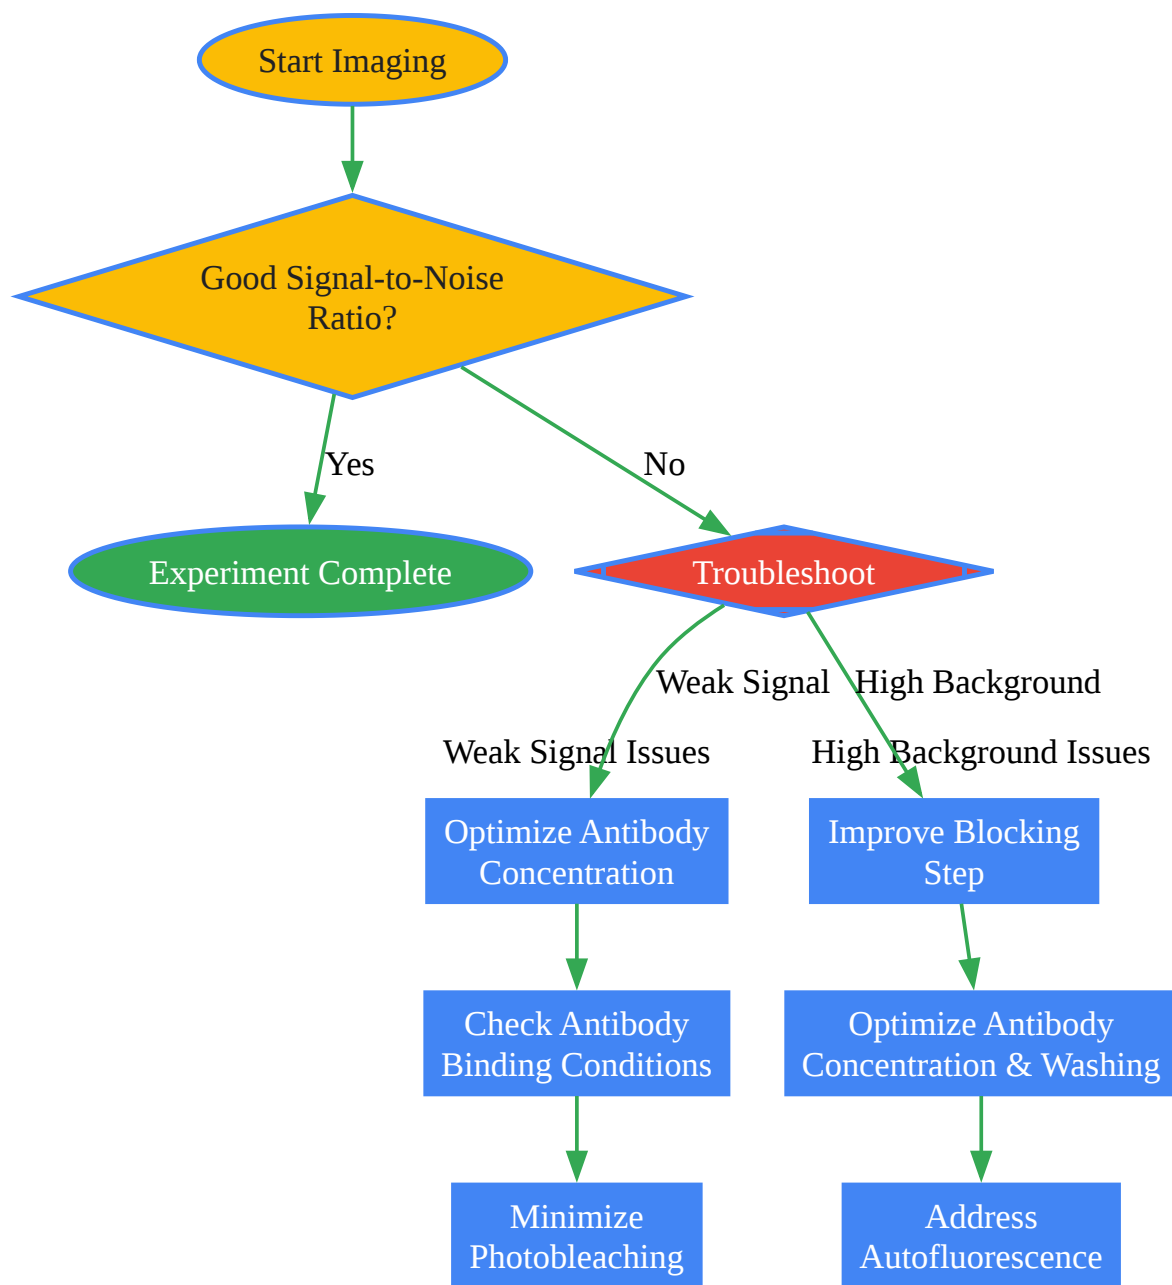 Start Imaging
Good Signal-to-Noise
Ratio?
Yes
No
Experiment Complete
Troubleshoot
Weak Signal
High Background
Weak Signal Issues
High Background Issues
Optimize Antibody
Concentration
Improve Blocking
Step
Check Antibody
Binding Conditions
Optimize Antibody
Concentration & Washing
Minimize
Photobleaching
Address
Autofluorescence